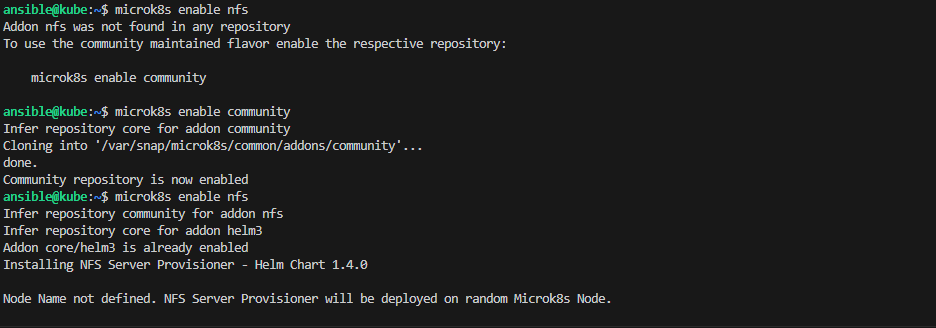 ansible@kube:~$ microk8s enable nfs
Addon nfs was not found in any repository
To use the community maintained flavor enable the respective repository:
microk8s enable community
ansible@kube:~$ microk8s enable community
Infer repository core for addon community
Cloning into '/var/snap/microk8s/common/addons/community'...
done.
Community repository is now enabled
ansible@kube:~$ microk8s enable nfs
Infer repository community for addon nfs
Infer repository core for addon helm3
Addon core/helm3 is already enabled
Installing NFS Server Provisioner - Helm Chart 1.4.0
Node Name not defined. NFS Server Provisioner will be deployed on random Microk8s Node.